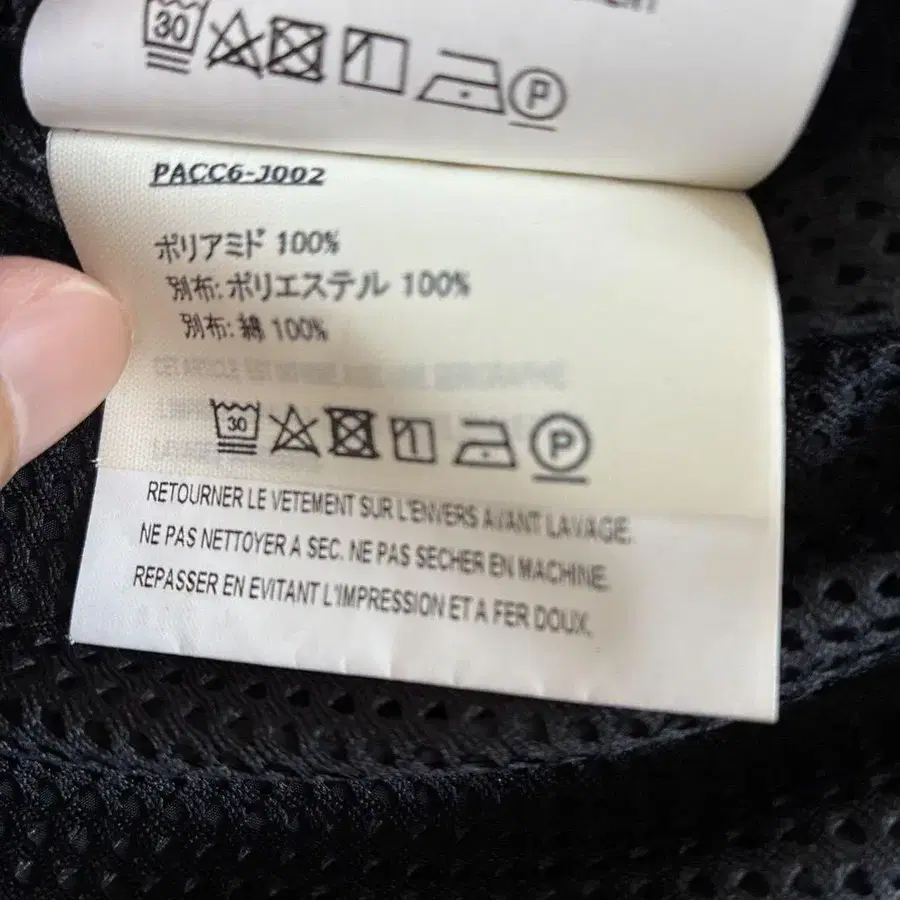 30
P
PACC6-J002
ポリアミド 100%
別布: ポリエステル 100%
別布: 綿 100%
30
P
RETOURNER LE VETEMENT SUR L'ENVERS AVANT LAVAGE.
NE PAS NETTOYER A SEC. NE PAS SECHER EN MACHINE.
REPASSER EN EVITANT L'IMPRESSION ET A FER DOUX.